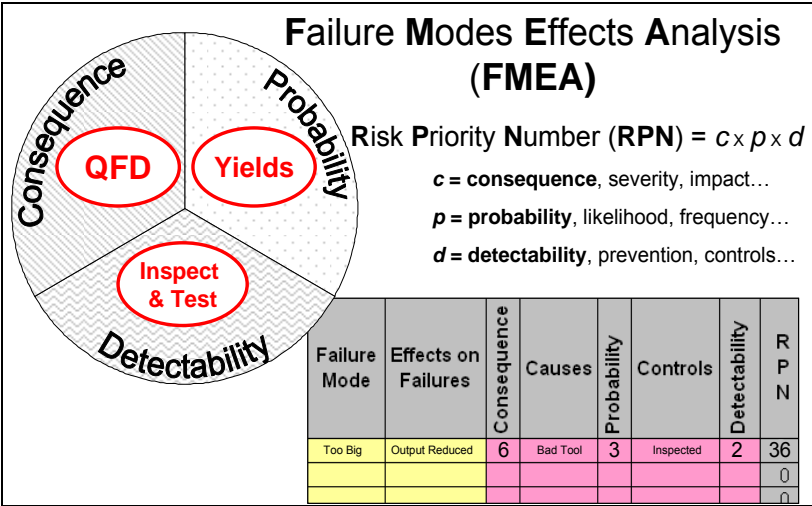 Failure Modes Effects Analysis
(FMEA)
Consequence
Probability
Detectability
QFD
Yields
Inspect
& Test
Risk Priority Number (RPN) = c x p x d
c = consequence, severity, impact…
p = probability, likelihood, frequency…
d = detectability, prevention, controls…
Failure Mode
Effects on Failures
Consequence
Causes
Probability
Controls
Detectability
R P N
Too Big
Output Reduced
6
Bad Tool
3
Inspected
2
36
0
0